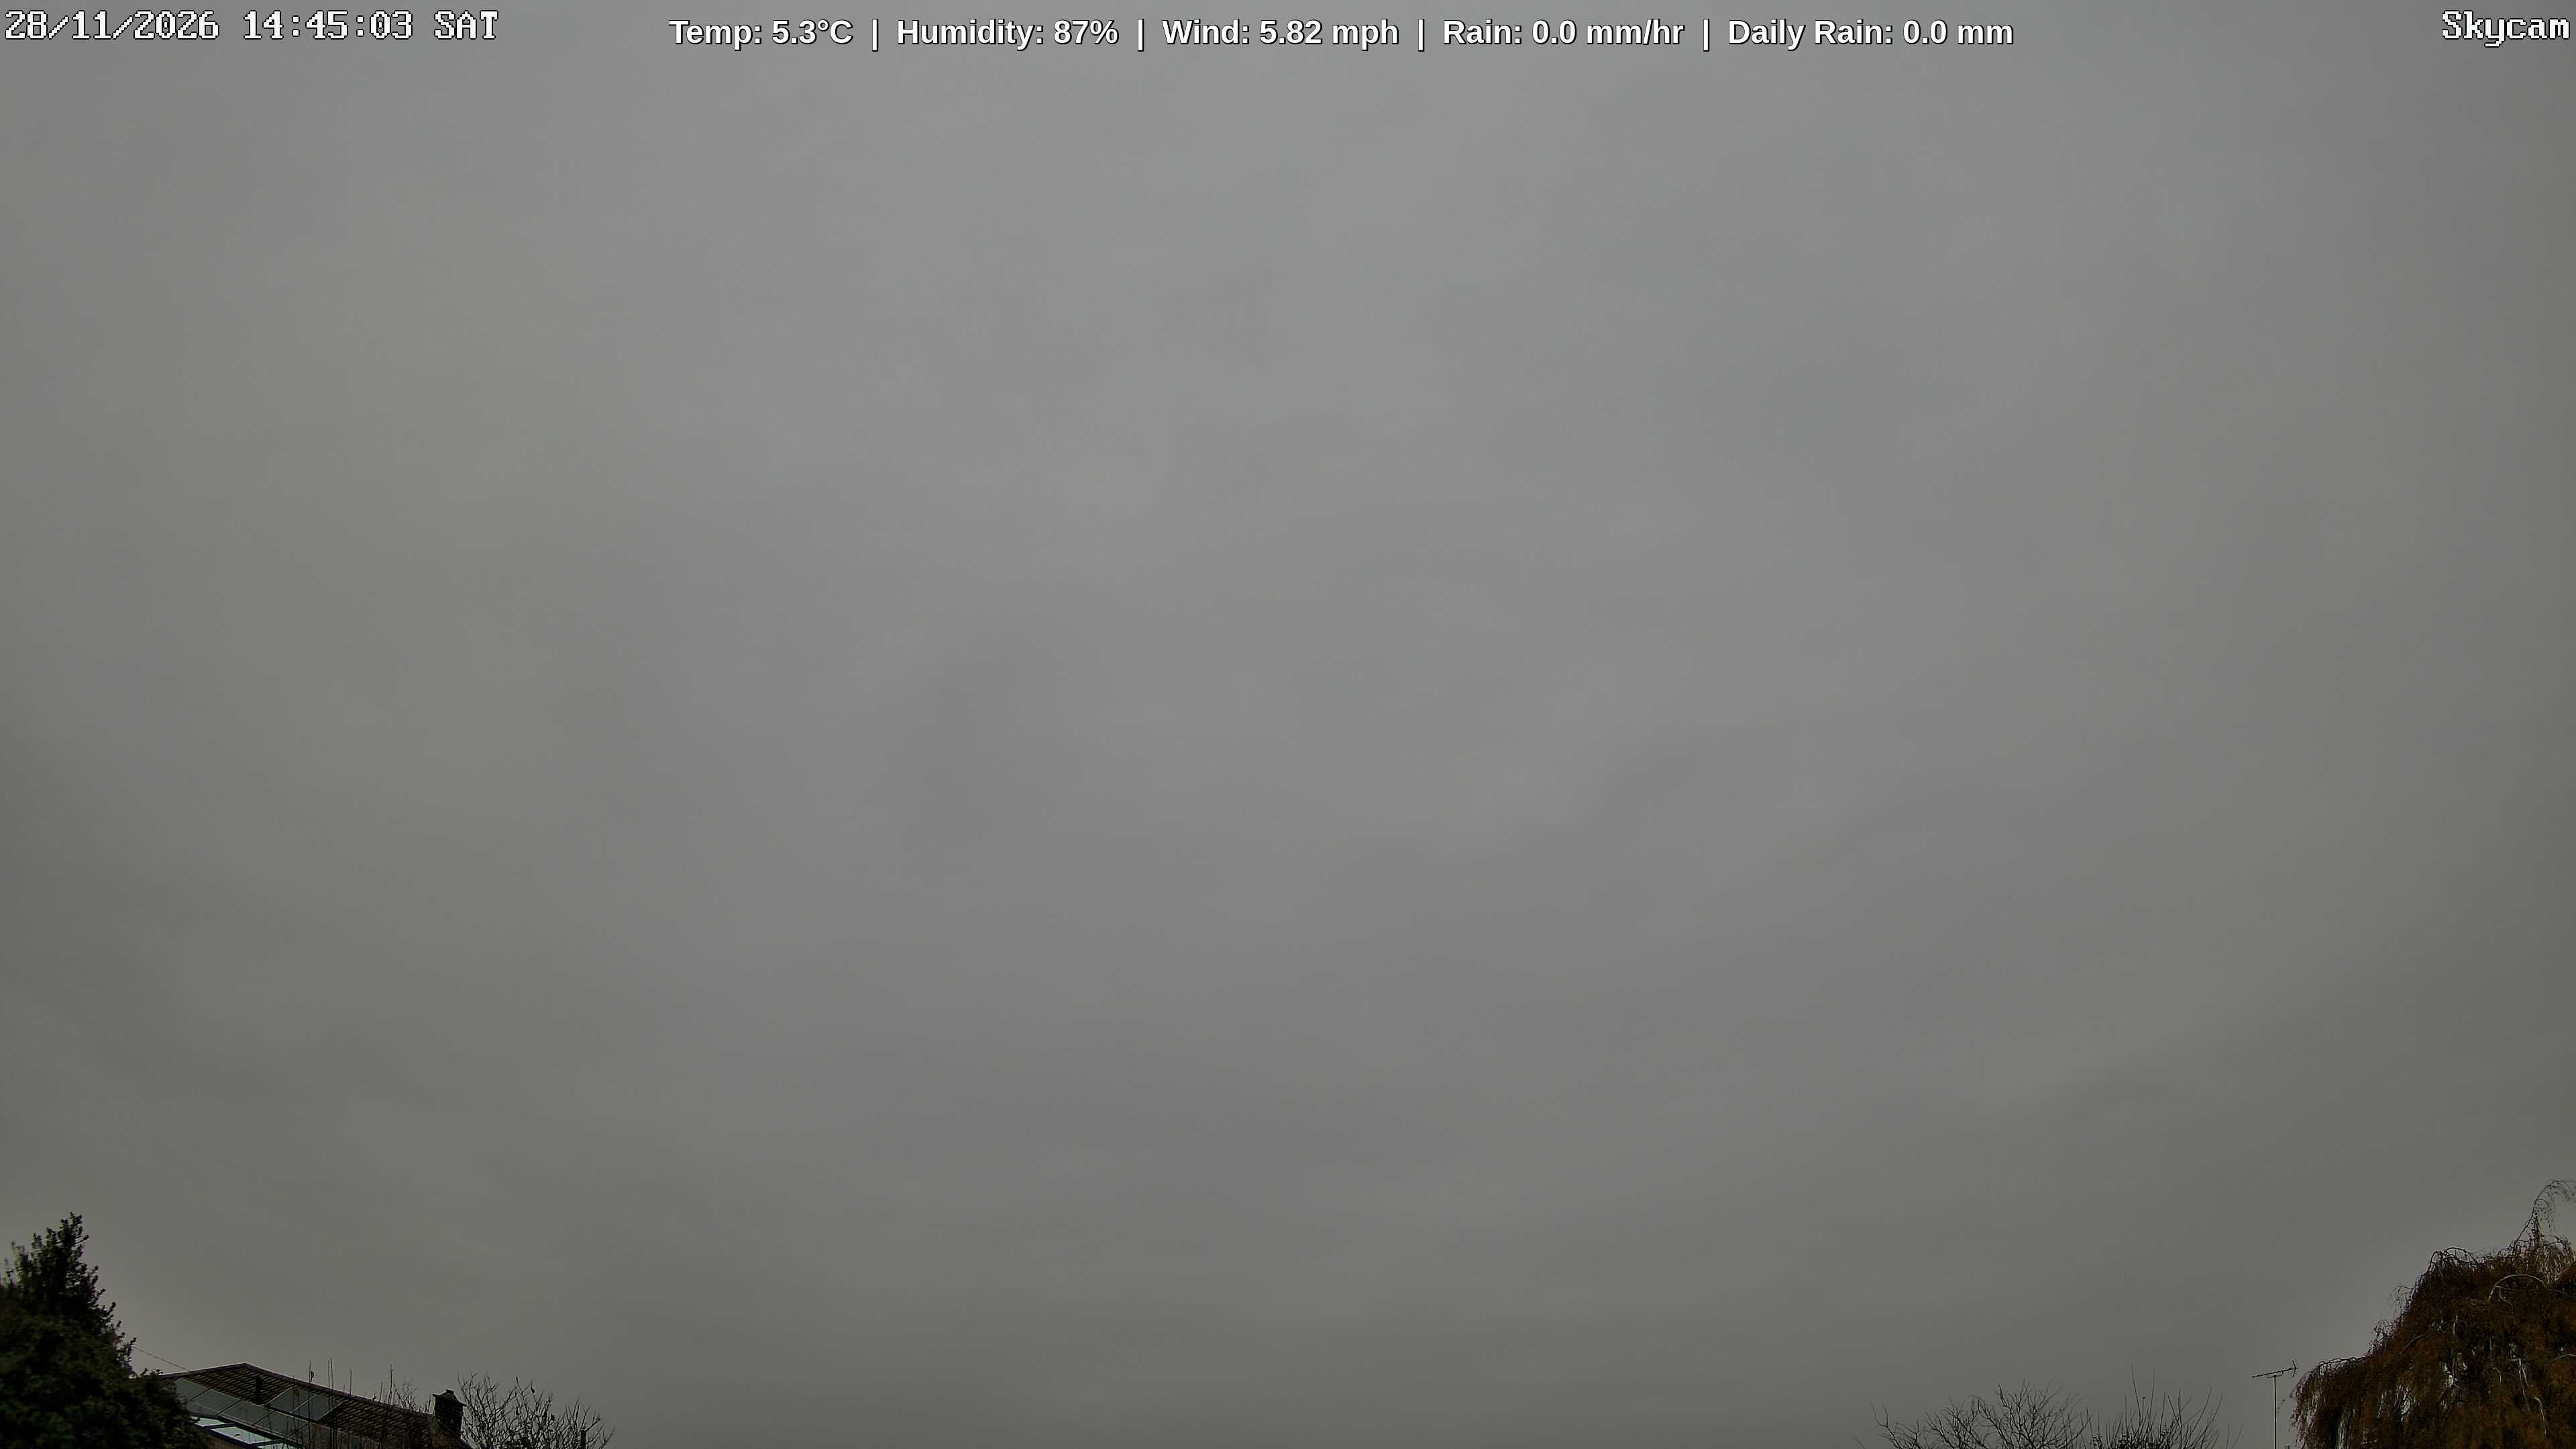 28/11/2026 14:45:03 SAT
Temp: 5.3°C | Humidity: 87% | Wind: 5.82 mph | Rain: 0.0 mm/hr | Daily Rain: 0.0 mm
Skycam